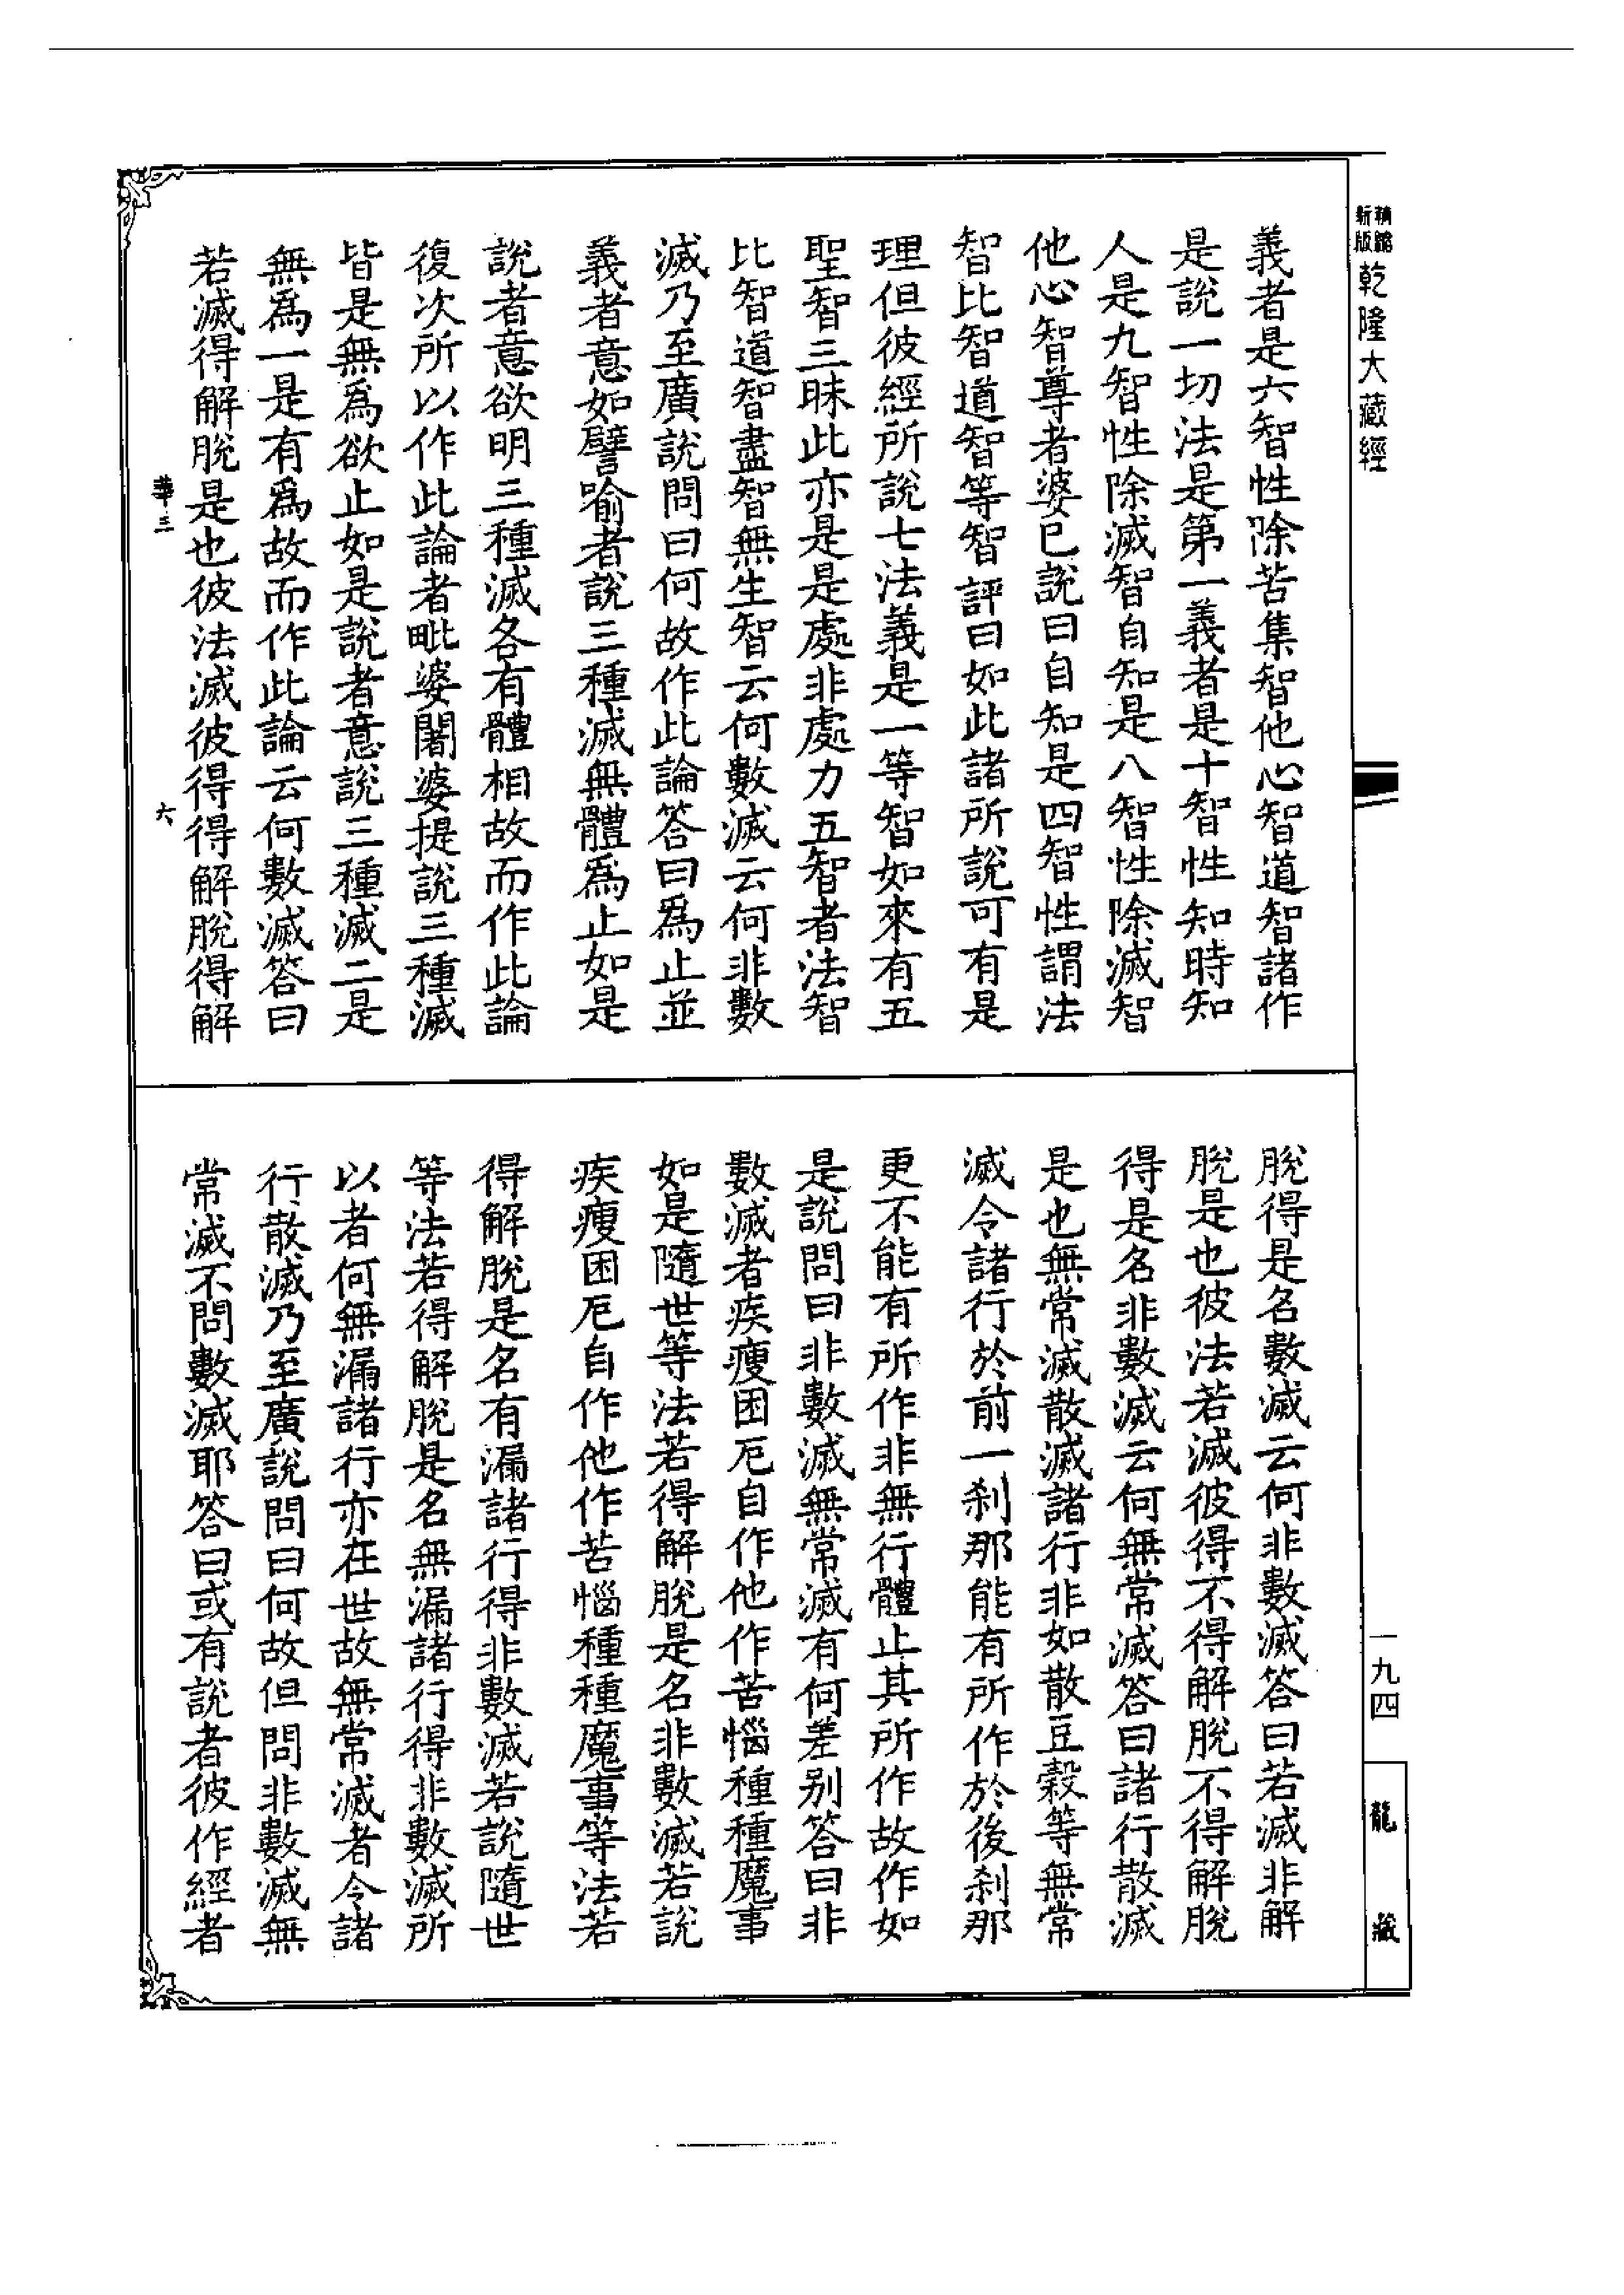 新版精縮乾隆大藏經
義者是六智性除苦集智他心智道智諸作
是說一切法是第一義者是十智性知時知
人是九智性除滅智自知是八智性除滅智
他心智尊者婆已說曰自知是四智性謂法
智比智道智等智評曰如此諸所說可有是
理但彼經所說七法義是一等智如來有五
聖智三昧此亦是是處非處力五智者法智
比智道智盡智無生智云何數滅云何非數
滅乃至廣說問曰何故作此論答曰爲止並
義者意如譬喻者說三種滅無體爲止如是
說者意欲明三種滅各有體相故而作此論
復次所以作此論者毗婆闍婆提說三種滅
皆是無爲欲止如是說者意說三種滅二是
無爲一是有爲故而作此論云何數滅答曰
若滅得解脫是也彼法滅彼得得解脫得解
華三
六
脫得是名數滅云何非數滅答曰若滅非解
脫是也彼法若滅彼得不得解脫不得解脫
得是名非數滅云何無常滅答曰諸行散滅
是也無常滅散滅諸行非如散豆穀等無常
滅令諸行於前一刹那能有所作於後刹那
更不能有所作非無行體止其所作故作如
是說問曰非數滅無常滅有何差别答曰非
數滅者疾瘦困厄自作他作苦惱種種魔事
如是隨世等法若得解脫是名非數滅若說
疾瘦困厄自作他作苦惱種種魔事等法若
得解脫是名有漏諸行得非數滅若說隨世
等法若得解脫是名無漏諸行得非數滅所
以者何無漏諸行亦在世故無常滅者令諸
行散滅乃至廣說問曰何故但問非數滅無
常滅不問數滅耶答曰或有說者彼作經者
一九四
龍藏